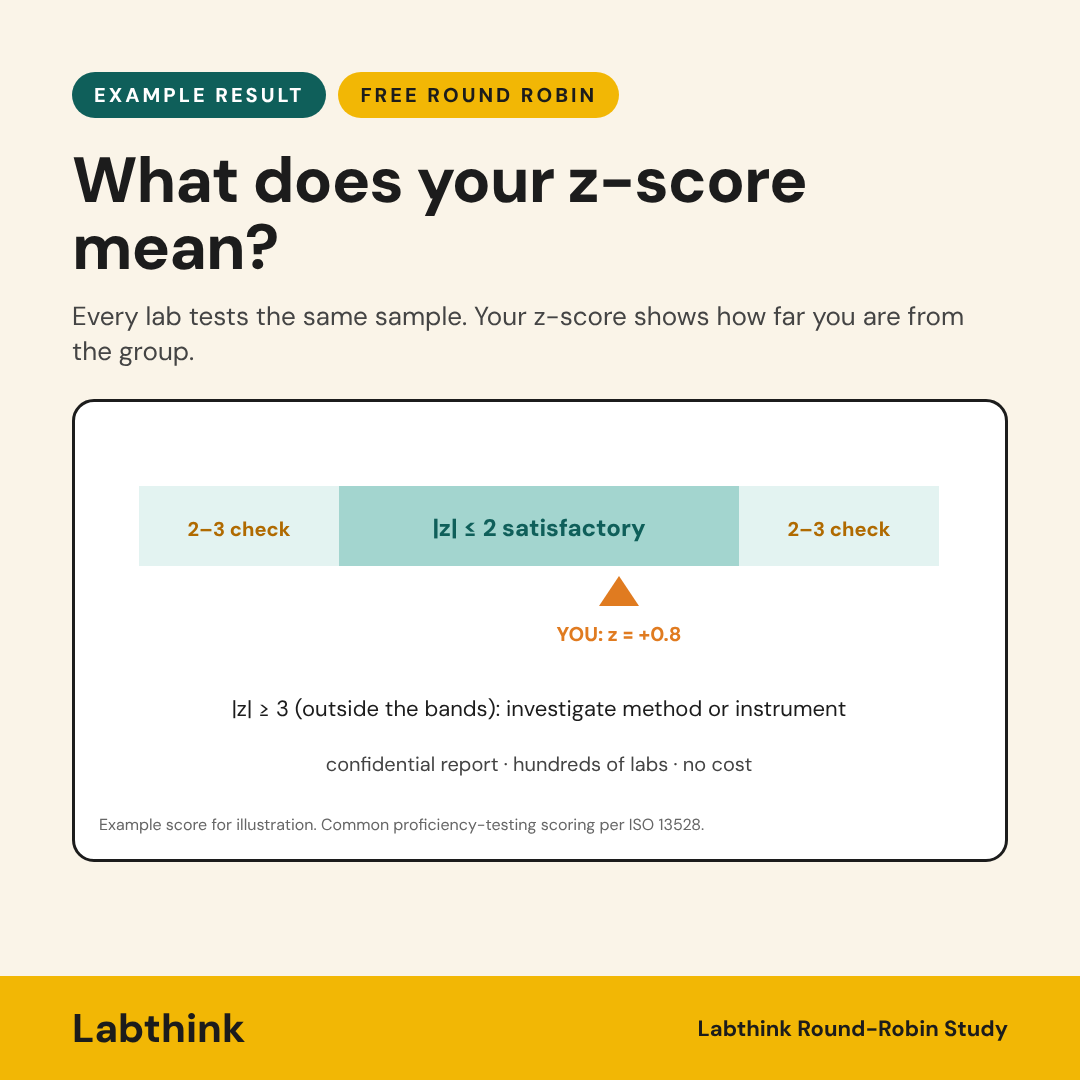 EXAMPLE RESULT
FREE ROUND ROBIN
What does your z-score
mean?
Every lab tests the same sample. Your z-score shows how far you are from
the group.
2–3 check
|z| ≤ 2 satisfactory
2–3 check
YOU: z = +0.8
|z| ≥ 3 (outside the bands): investigate method or instrument
confidential report · hundreds of labs · no cost
Example score for illustration. Common proficiency-testing scoring per ISO 13528.
Labthink
Labthink Round-Robin Study